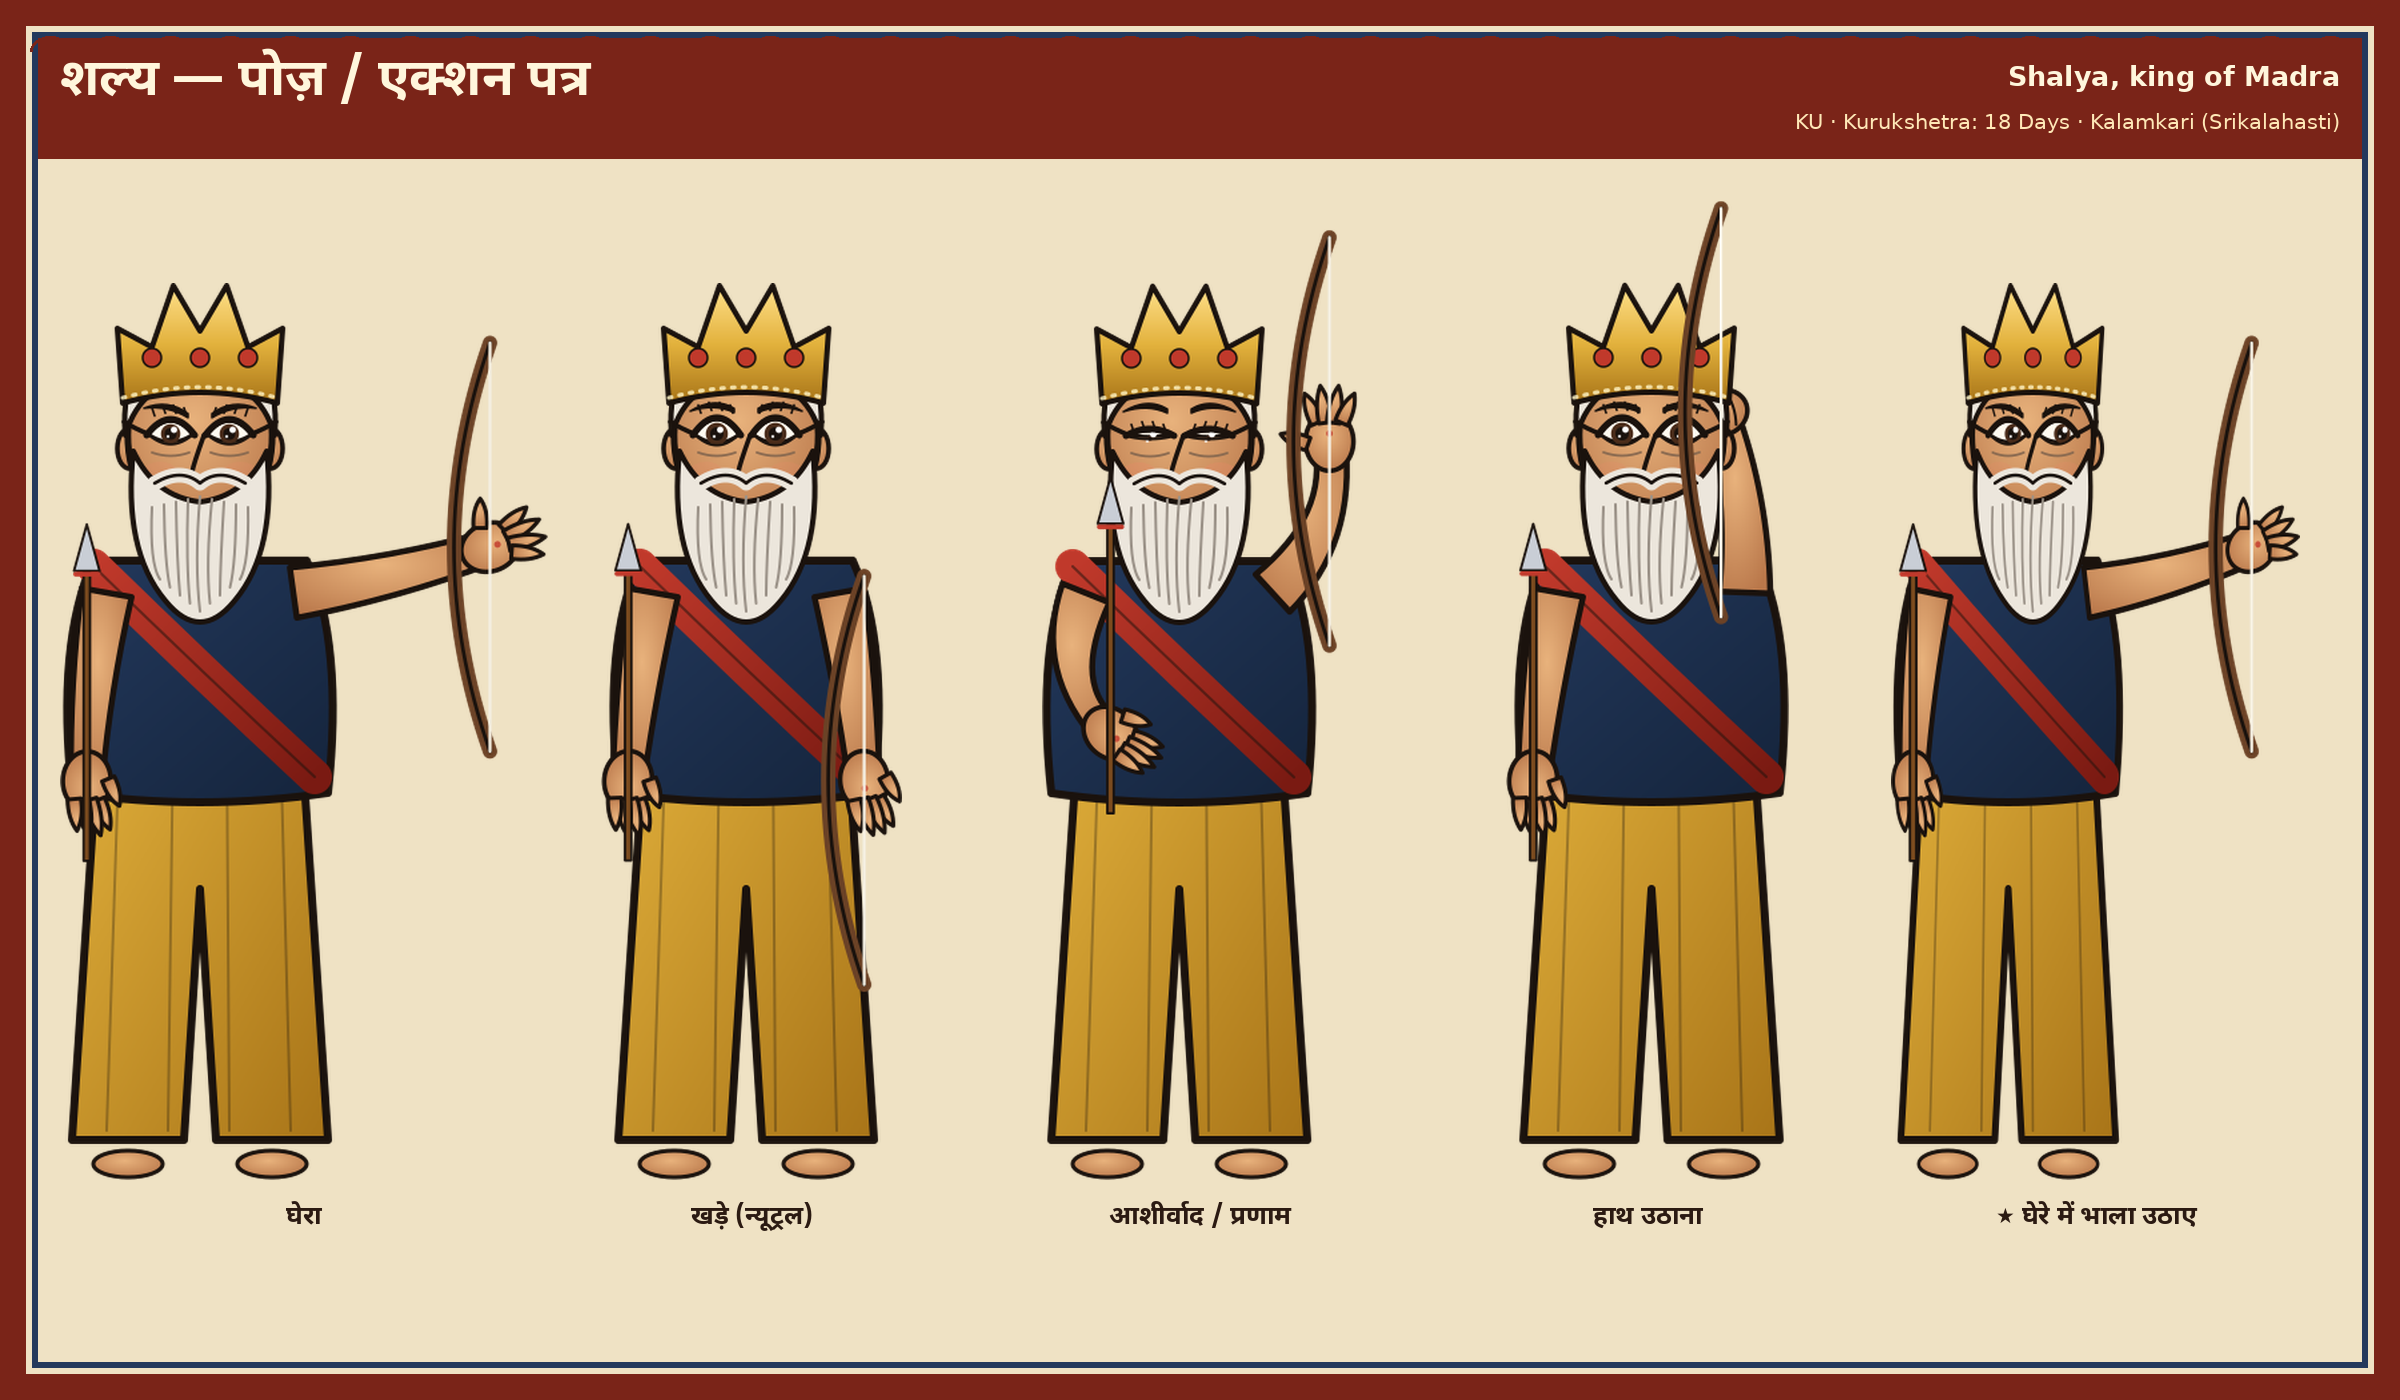 शल्य — पोज़ / एक्शन पत्र
Shalya, king of Madra
KU · Kurukshetra: 18 Days · Kalamkari (Srikalahasti)
घेरा
खड़े (न्यूट्रल)
आशीर्वाद / प्रणाम
हाथ उठाना
★ घेरे में भाला उठाए